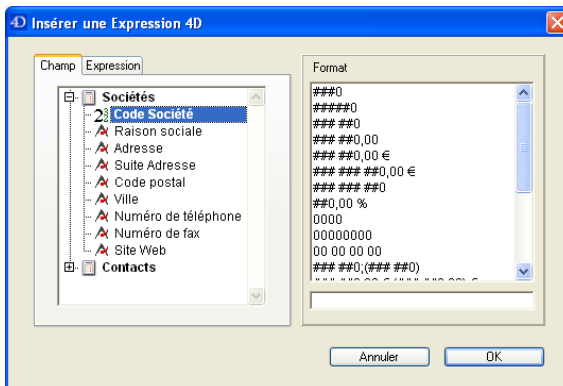 4D Insérer une Expression 4D
Champ
Expression
Sociétés
Code Société
Raison sociale
Adresse
Suite Adresse
Code postal
Ville
Numéro de téléphone
Numéro de fax
Site Web
Contacts
Format
###0
#####0
### ##0
### ##0,00
### ##0,00 €
### ### ##0,00 €
### ### ##0
##0,00 %
0000
00000000
00 00 00 00
### ##0;(### ##0)
Annuler
OK